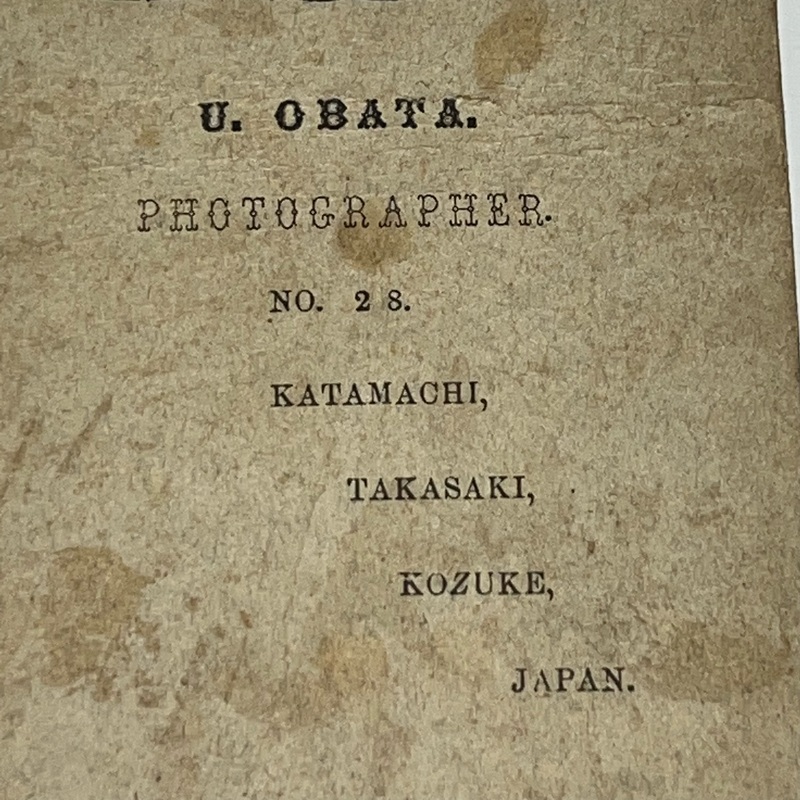 U. OBATA.
PHOTOGRAPHER.
NO. 28.
KATAMACHI,
TAKASAKI,
KOZUKE,
JAPAN.